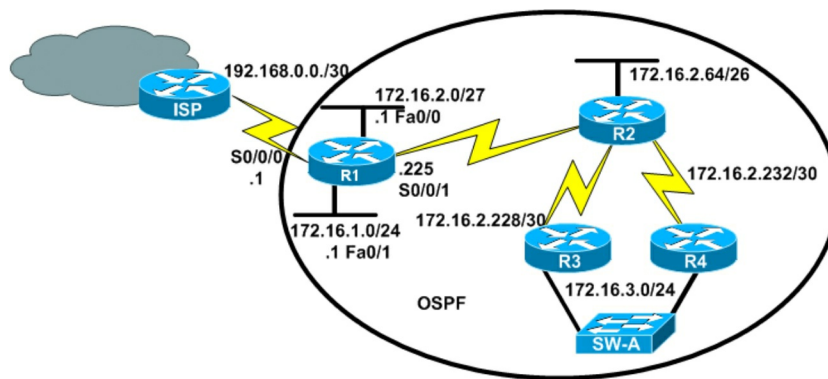 192.168.0.0./30
ISP
172.16.2.0/27
.1 Fa0/0
172.16.2.64/26
R2
S0/0/0
.1
R1
.225
S0/0/1
172.16.2.232/30
172.16.1.0/24
.1 Fa0/1
172.16.2.228/30
R3
R4
172.16.3.0/24
OSPF
SW-A